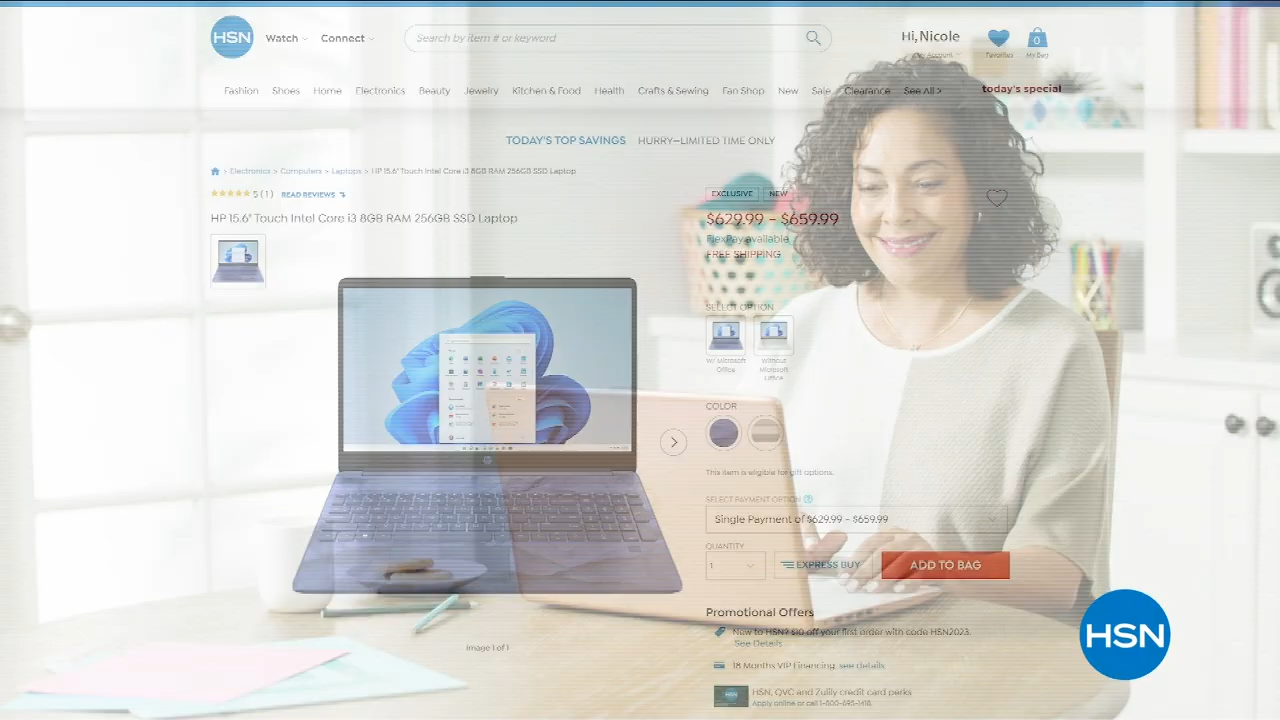 HSN
Watch
Connect
Search by item # or keyword
Hi, Nicole
My Account
Favorites
0
My Bag
Fashion
Shoes
Home
Electronics
Beauty
Jewelry
Kitchen & Food
Health
Crafts & Sewing
Fan Shop
New
Sale
Clearance
See All >
today's special
TODAY'S TOP SAVINGS
HURRY—LIMITED TIME ONLY
> Electronics > Computers > Laptops > HP 15.6" Touch Intel Core i3 8GB RAM 256GB SSD Laptop
5 (1)
READ REVIEWS
HP 15.6" Touch Intel Core i3 8GB RAM 256GB SSD Laptop
EXCLUSIVE
NEW
$629.99 - $659.99
FlexPay available
FREE SHIPPING
SELECT OPTION
W/ Microsoft
Office
Without
Microsoft
Office
COLOR
This item is eligible for gift options.
SELECT PAYMENT OPTION
Single Payment of $629.99 - $659.99
QUANTITY
1
EXPRESS BUY
ADD TO BAG
Image 1 of 1
Promotional Offers
New to HSN? $10 off your first order with code HSN2023.
See Details
18 Months VIP Financing. see details
HSN, QVC and Zulily credit card perks
Apply online or call 1-800-695-1418.
HSN